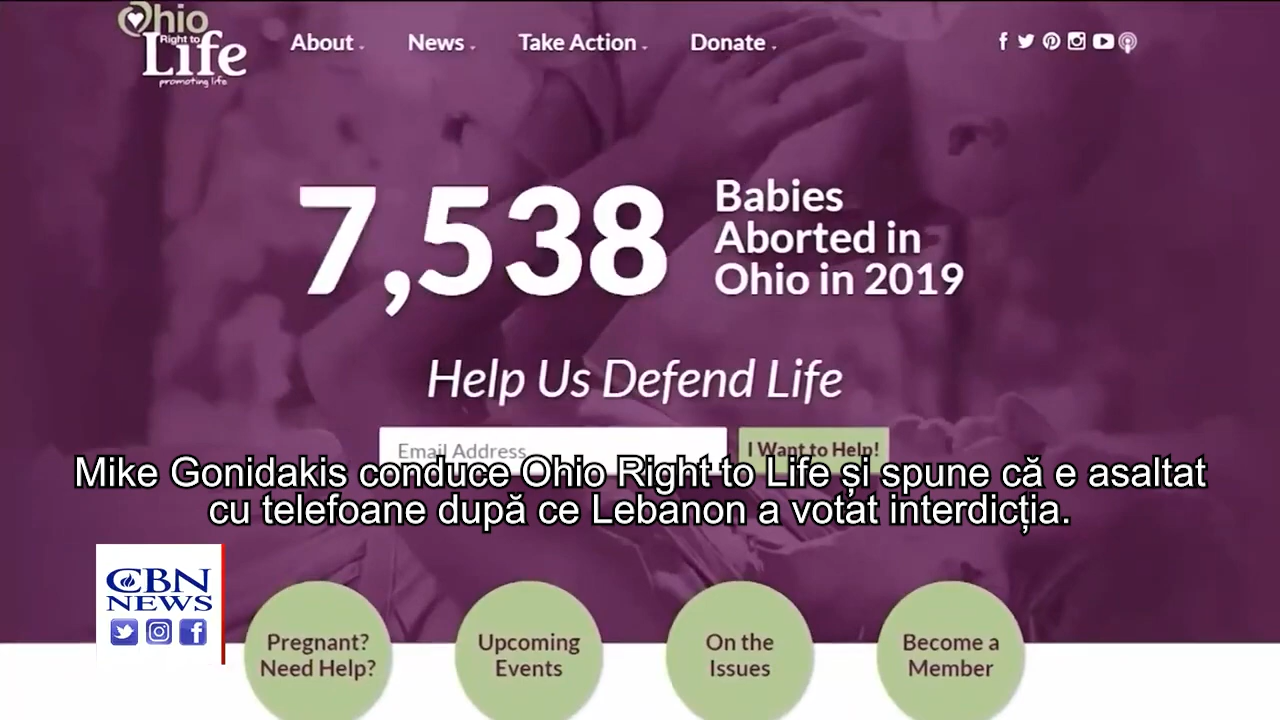 Ohio
Right to
Life
promoting life
About
News
Take Action
Donate
7,538
Babies
Aborted in
Ohio in 2019
Help Us Defend Life
Email Address
I Want to Help!
Mike Gonidakis conduce Ohio Right to Life și spune că e asaltat
cu telefoane după ce Lebanon a votat interdicția.
CBN
NEWS
Pregnant?
Need Help?
Upcoming
Events
On the
Issues
Become a
Member